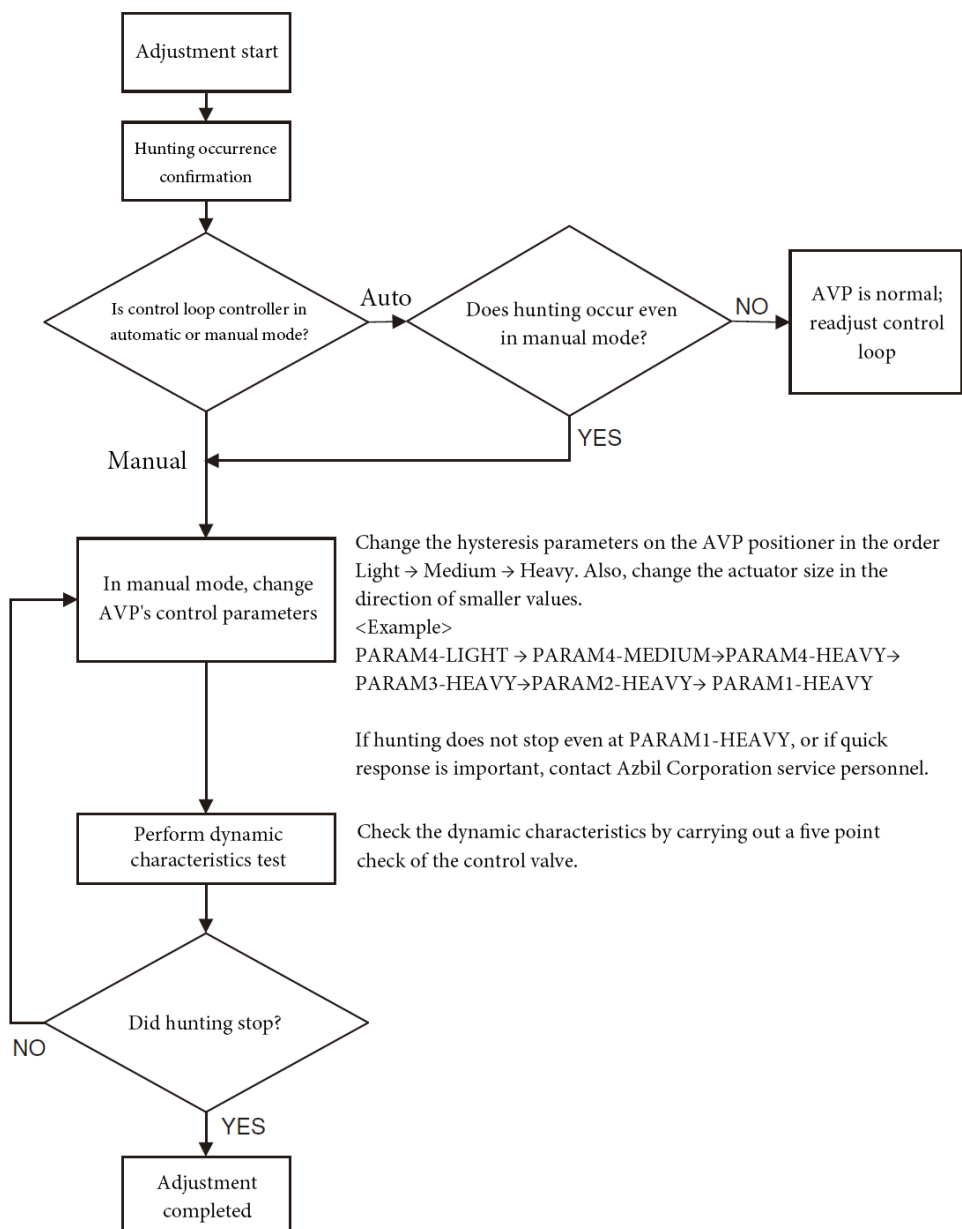 Adjustment start
Hunting occurrence
confirmation
Is control loop controller in
automatic or manual mode?
Auto
Does hunting occur even
in manual mode?
NO
AVP is normal;
readjust control
loop
YES
Manual
In manual mode, change
AVP's control parameters
Change the hysteresis parameters on the AVP positioner in the order
Light → Medium → Heavy. Also, change the actuator size in the
direction of smaller values.
<Example>
PARAM4-LIGHT → PARAM4-MEDIUM→PARAM4-HEAVY→
PARAM3-HEAVY→PARAM2-HEAVY→ PARAM1-HEAVY
If hunting does not stop even at PARAM1-HEAVY, or if quick
response is important, contact Azbil Corporation service personnel.
Perform dynamic
characteristics test
Check the dynamic characteristics by carrying out a five point
check of the control valve.
Did hunting stop?
NO
YES
Adjustment
completed